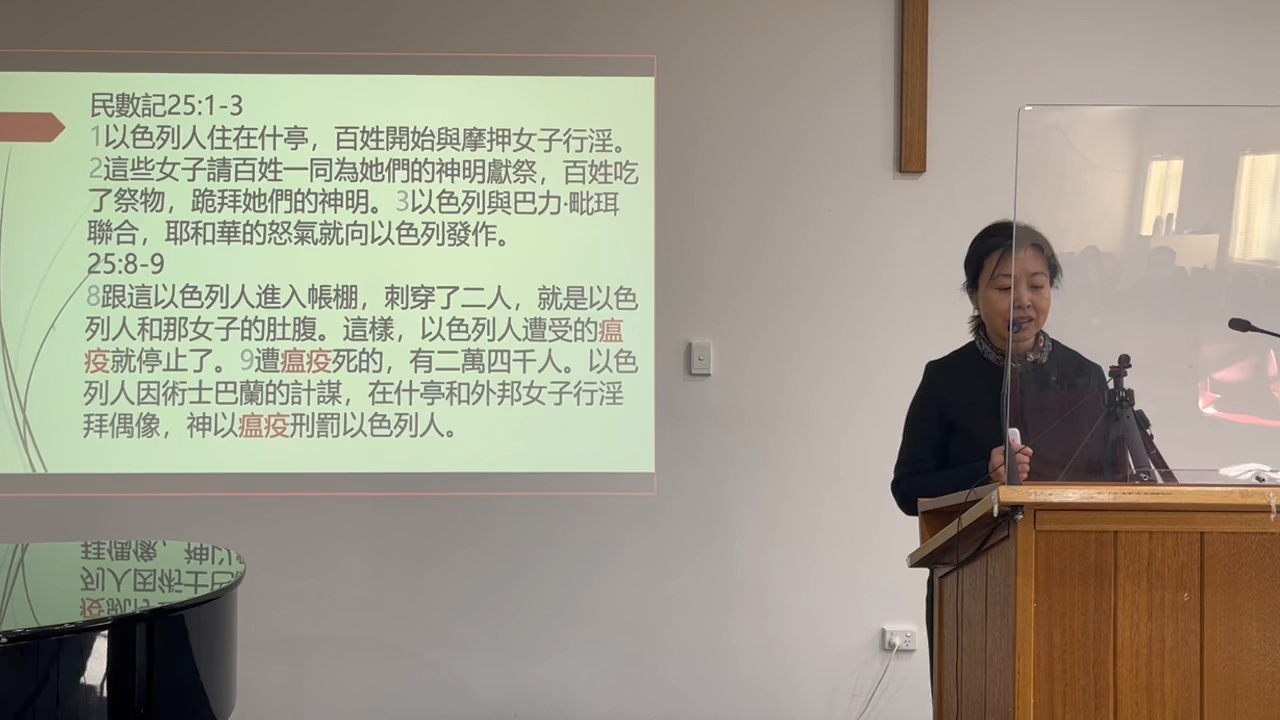 民數記25:1-3
1以色列人住在什亭，百姓開始與摩押女子行淫。
2這些女子請百姓一同為她們的神明獻祭，百姓吃
了祭物，跪拜她們的神明。3以色列與巴力·毗珥
聯合，耶和華的怒氣就向以色列發作。
25:8-9
8跟這以色列人進入帳棚，刺穿了二人，就是以色
列人和那女子的肚腹。這樣，以色列人遭受的瘟
疫就停止了。9遭瘟疫死的，有二萬四千人。以色
列人因術士巴蘭的計謀，在什亭和外邦女子行淫
拜偶像，神以瘟疫刑罰以色列人。